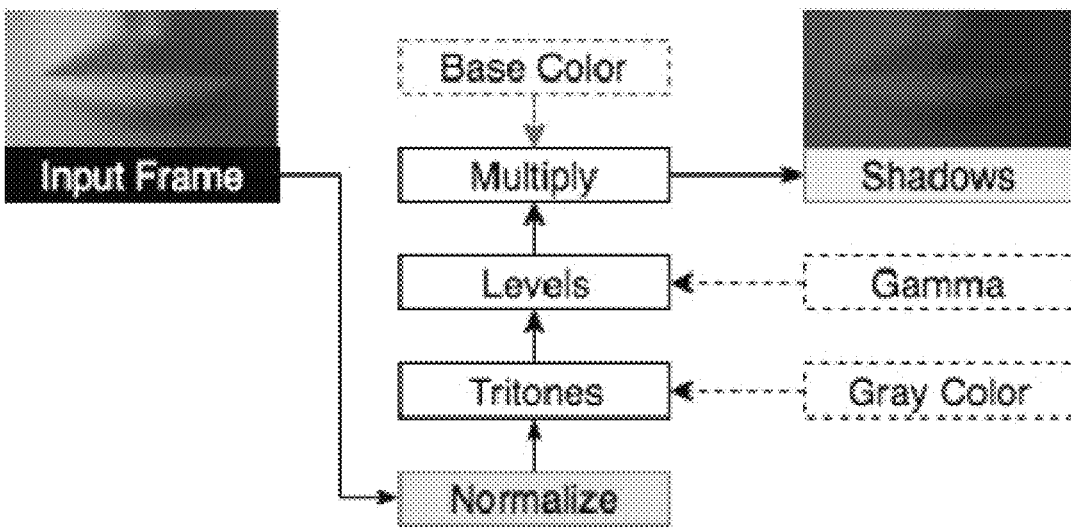 Base Color
Input Frame
Multiply
Shadows
Levels
Gamma
Tritones
Gray Color
Normalize